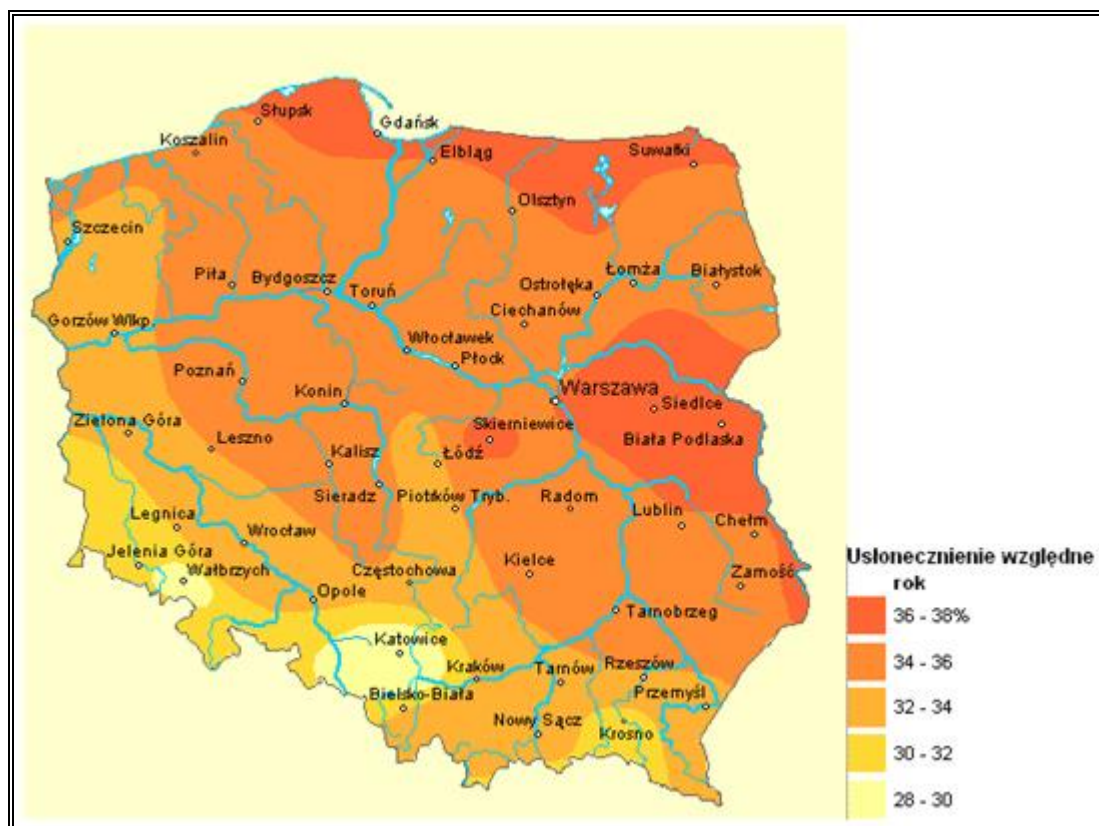 Słupsk
Gdańsk
Koszalin
Elbląg
Suwałki
Olsztyn
Szczecin
Piła
Bydgoszcz
Toruń
Ostrołęka
Łomża
Białystok
Ciechanów
Gorzów Wlkp.
Włocławek
Płock
Poznań
Konin
Warszawa
Siedlce
Zielona Góra
Skierniewice
Biała Podlaska
Leszno
Kalisz
Łódź
Sieradz
Piotrków Tryb.
Radom
Lublin
Chełm
Legnica
Wrocław
Jelenia Góra
Wałbrzych
Częstochowa
Kielce
Zamość
Opole
Tarnobrzeg
Katowice
Kraków
Tarnów
Rzeszów
Przemyśl
Bielsko-Biała
Nowy Sącz
Krosno
Usłonecznienie względne
rok
36 - 38%
34 - 36
32 - 34
30 - 32
28 - 30